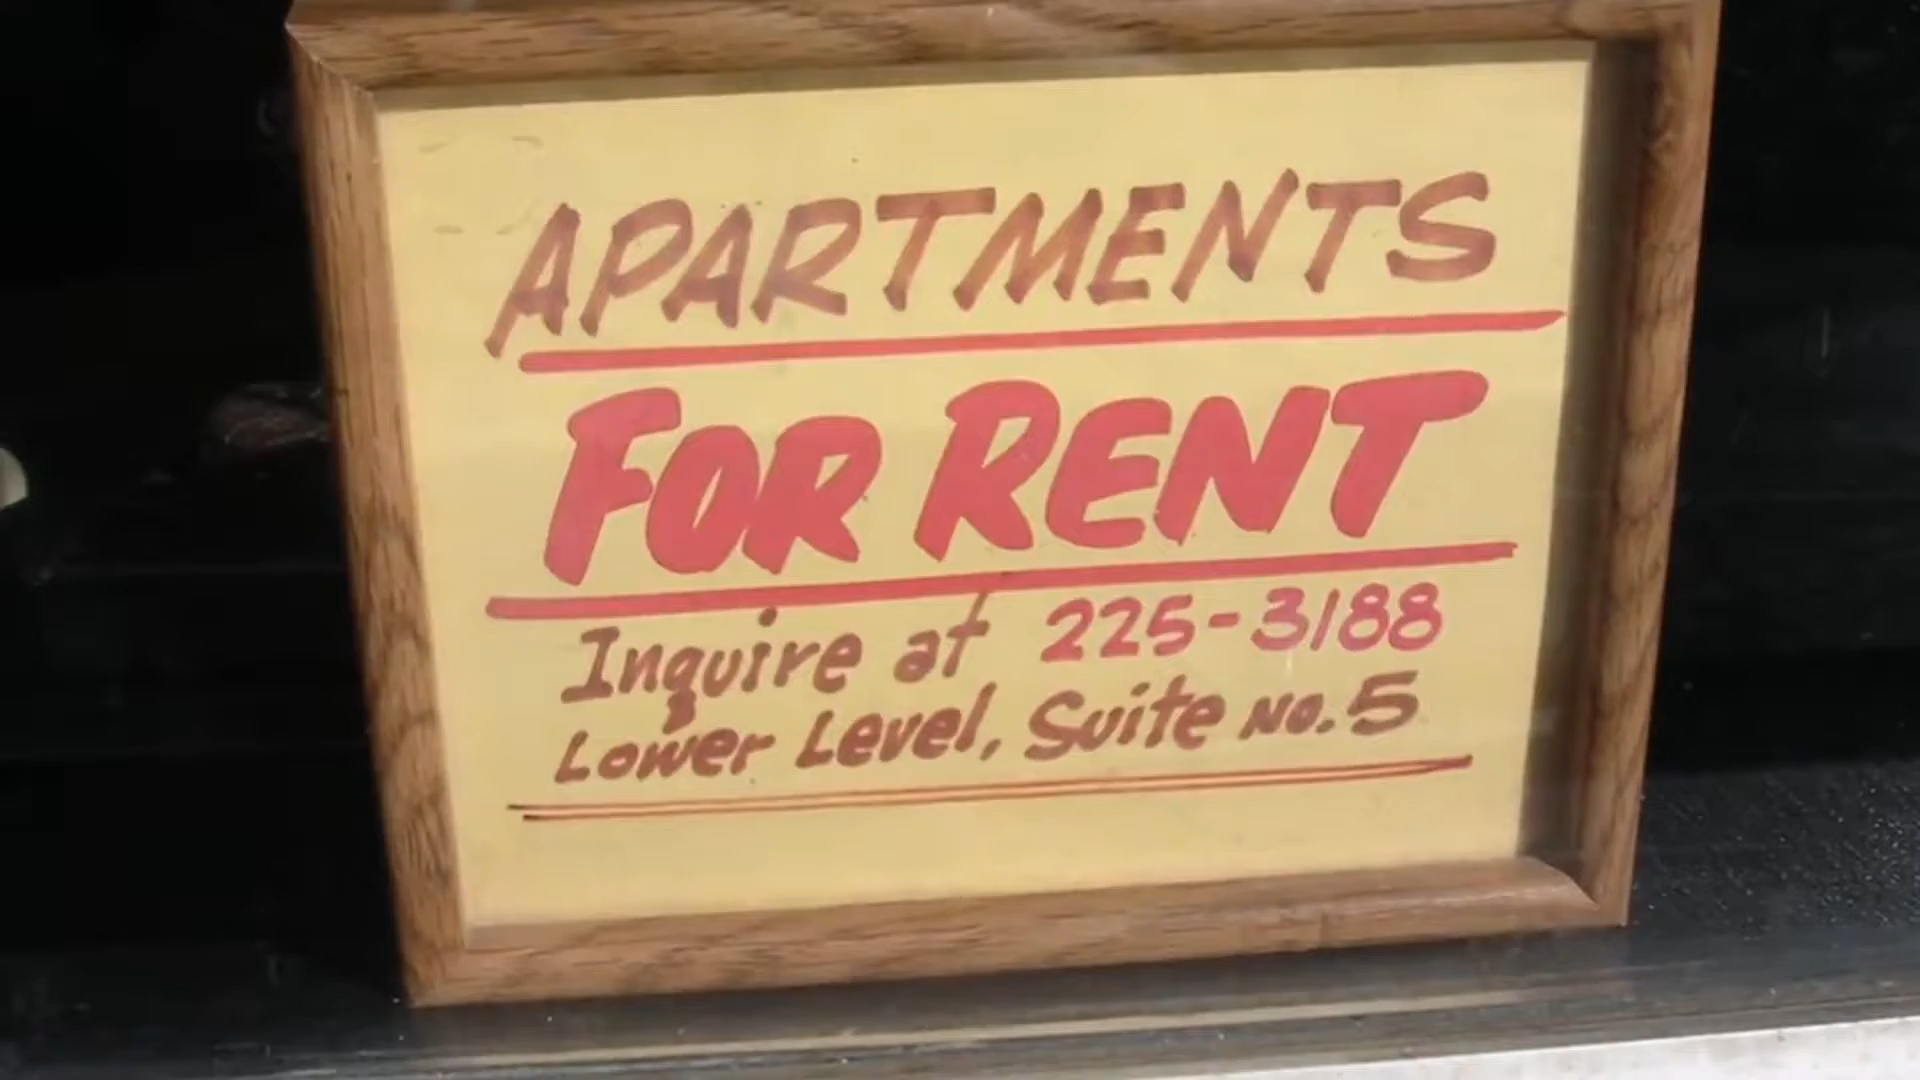 APARTMENTS
FOR RENT
Inquire at 225-3188
Lower Level, Suite No. 5